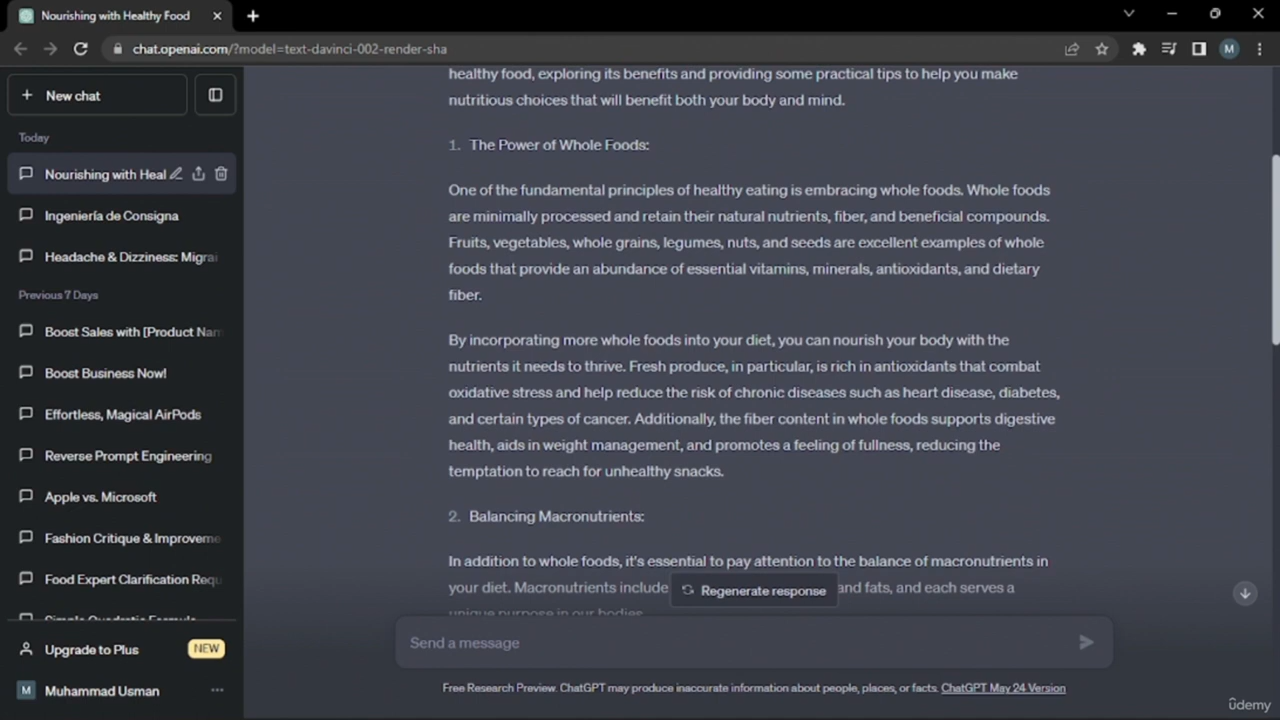 Nourishing with Healthy Food
chat.openai.com/?model=text-davinci-002-render-sha
M
New chat
Today
Nourishing with Heal
Ingeniería de Consigna
Headache & Dizziness: Migrai
Previous 7 Days
Boost Sales with [Product Nam
Boost Business Now!
Effortless, Magical AirPods
Reverse Prompt Engineering
Apple vs. Microsoft
Fashion Critique & Improveme
Food Expert Clarification Requ
Simple Quadratic Formula
Upgrade to Plus NEW
M Muhammad Usman
healthy food, exploring its benefits and providing some practical tips to help you make
nutritious choices that will benefit both your body and mind.
1. The Power of Whole Foods:
One of the fundamental principles of healthy eating is embracing whole foods. Whole foods
are minimally processed and retain their natural nutrients, fiber, and beneficial compounds.
Fruits, vegetables, whole grains, legumes, nuts, and seeds are excellent examples of whole
foods that provide an abundance of essential vitamins, minerals, antioxidants, and dietary
fiber.
By incorporating more whole foods into your diet, you can nourish your body with the
nutrients it needs to thrive. Fresh produce, in particular, is rich in antioxidants that combat
oxidative stress and help reduce the risk of chronic diseases such as heart disease, diabetes,
and certain types of cancer. Additionally, the fiber content in whole foods supports digestive
health, aids in weight management, and promotes a feeling of fullness, reducing the
temptation to reach for unhealthy snacks.
2. Balancing Macronutrients:
In addition to whole foods, it's essential to pay attention to the balance of macronutrients in
your diet. Macronutrients include and fats, and each serves a
unique purpose in our bodies.
Regenerate response
Send a message
Free Research Preview. ChatGPT may produce inaccurate information about people, places, or facts. ChatGPT May 24 Version
ûdemy